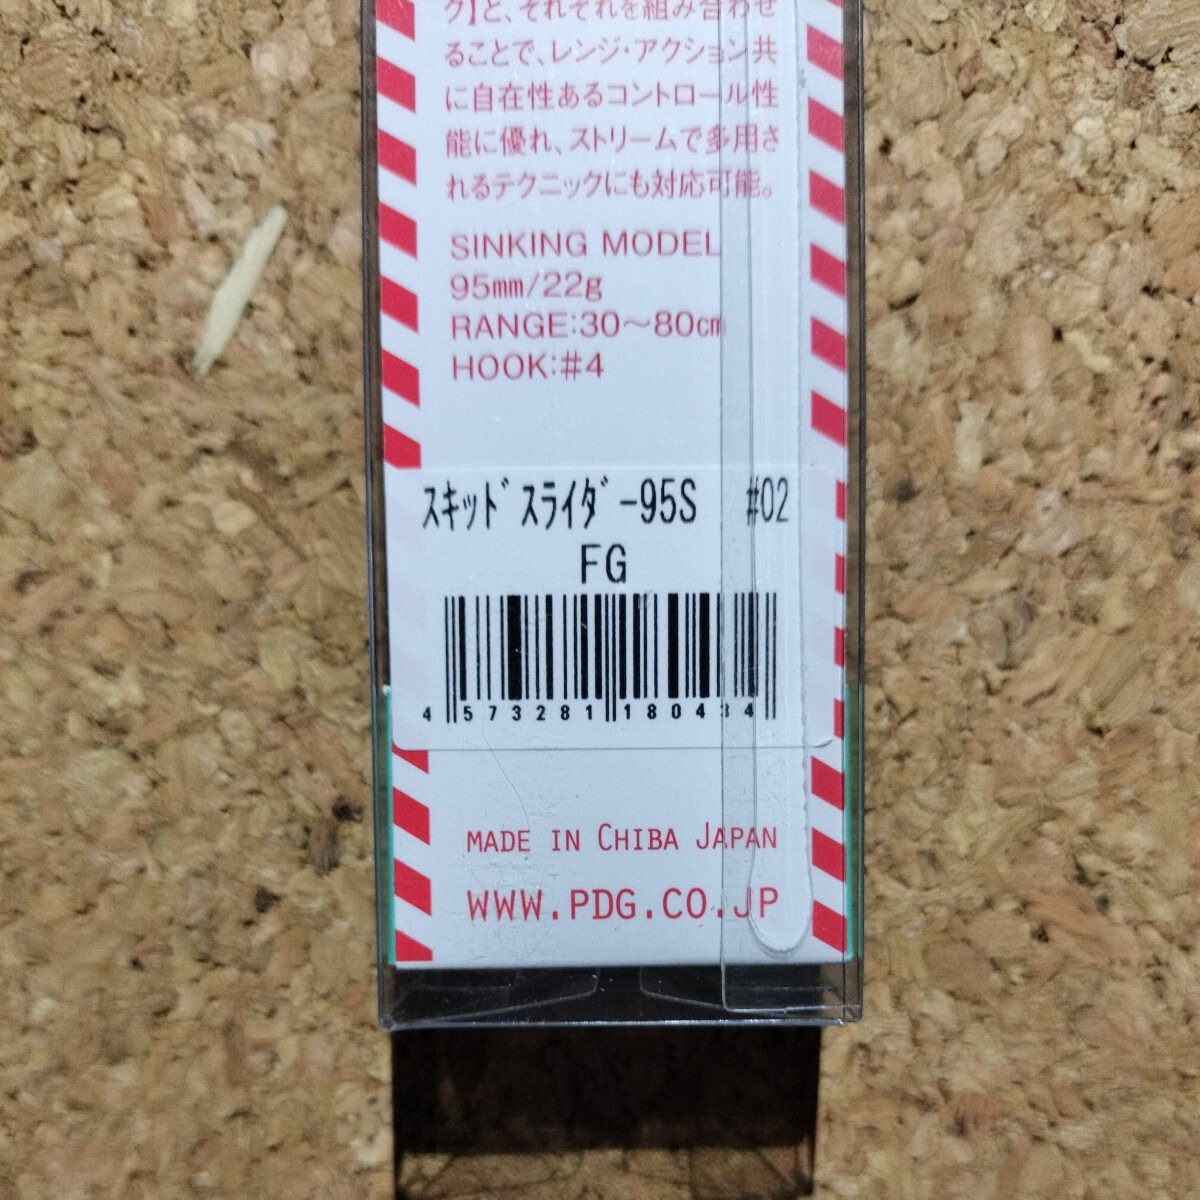 ク】と、それぞれを組み合わせ
ることで、レンジ・アクション共
に自在性あるコントロール性
能に優れ、ストリームで多用さ
れるテクニックにも対応可能。
SINKING MODEL
95mm/22g
RANGE:30〜80cm
HOOK:#4
ｽｷｯﾄﾞｽﾗｲﾀﾞｰ95S #02
FG
4 573281 180434
MADE IN CHIBA JAPAN
WWW.PDG.CO.JP